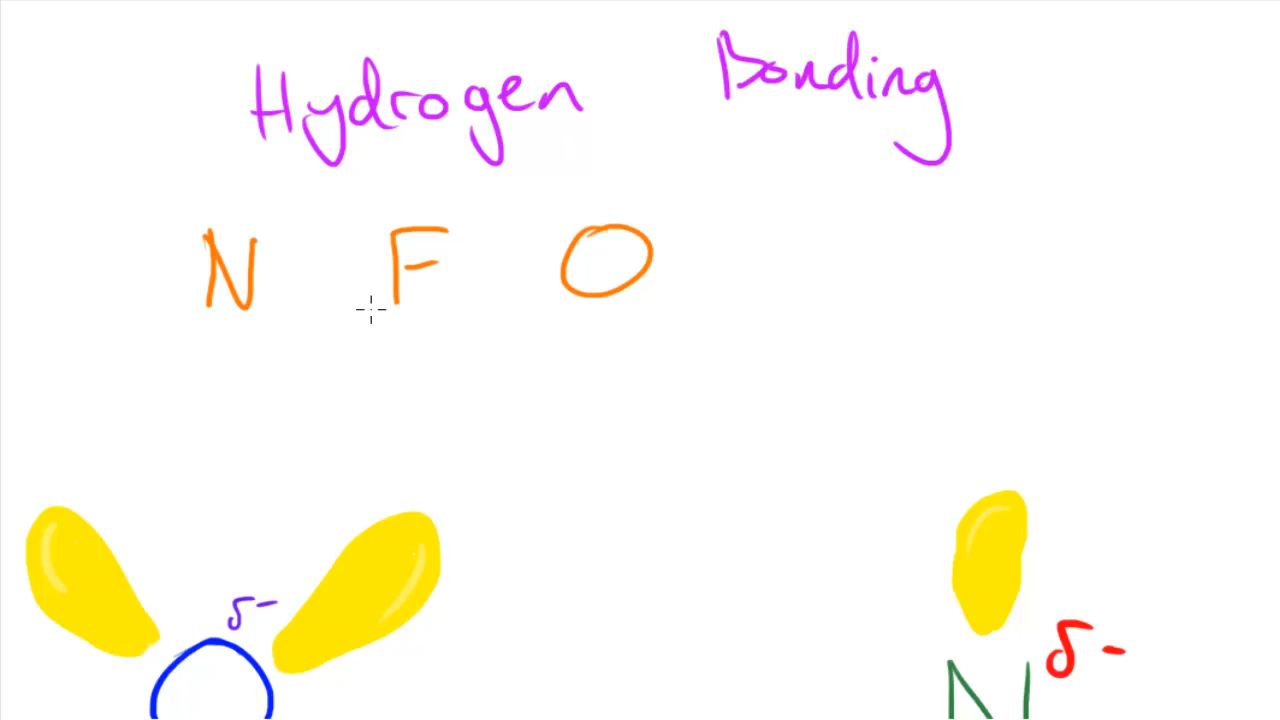 Hydrogen Bonding
N F O
δ-
O
δ-
N